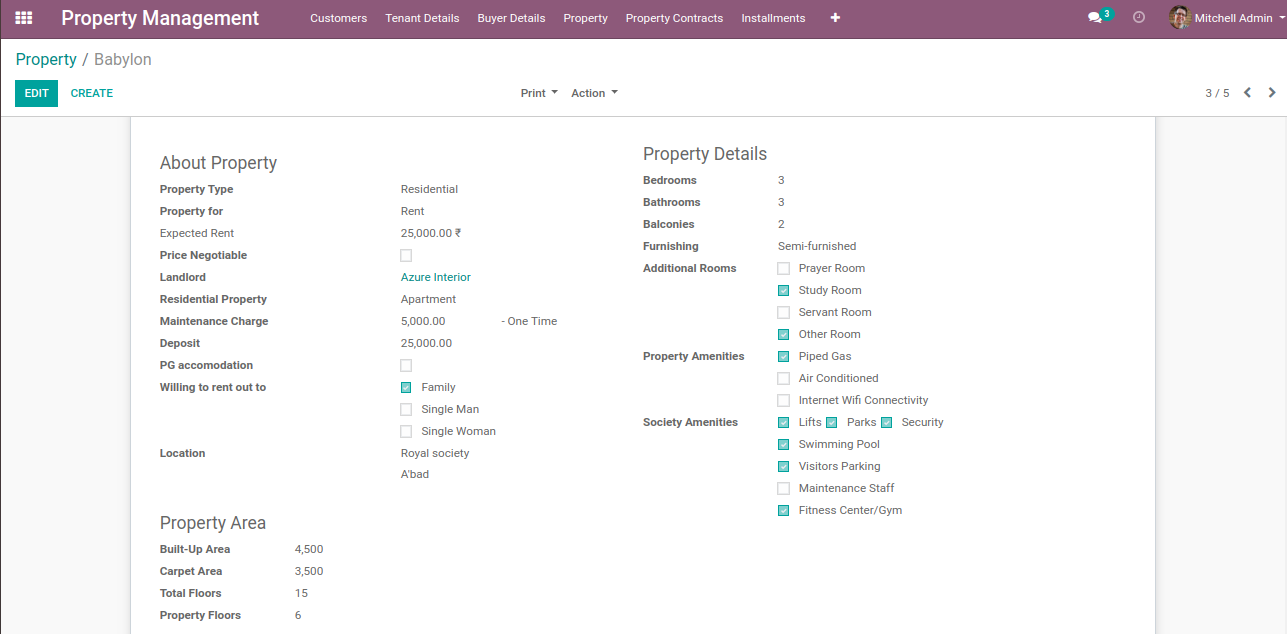 Property Management
Customers Tenant Details Buyer Details Property Property Contracts Installments + 3 Mitchell Admin
Property / Babylon
EDIT CREATE Print Action 3 / 5
About Property
Property Type Residential
Property for Rent
Expected Rent 25,000.00 ₹
Price Negotiable
Landlord Azure Interior
Residential Property Apartment
Maintenance Charge 5,000.00 - One Time
Deposit 25,000.00
PG accomodation
Willing to rent out to Family
Single Man
Single Woman
Location Royal society
A'bad
Property Area
Built-Up Area 4,500
Carpet Area 3,500
Total Floors 15
Property Floors 6
Property Details
Bedrooms 3
Bathrooms 3
Balconies 2
Furnishing Semi-furnished
Additional Rooms Prayer Room
Study Room
Servant Room
Other Room
Property Amenities Piped Gas
Air Conditioned
Internet Wifi Connectivity
Society Amenities Lifts Parks Security
Swimming Pool
Visitors Parking
Maintenance Staff
Fitness Center/Gym